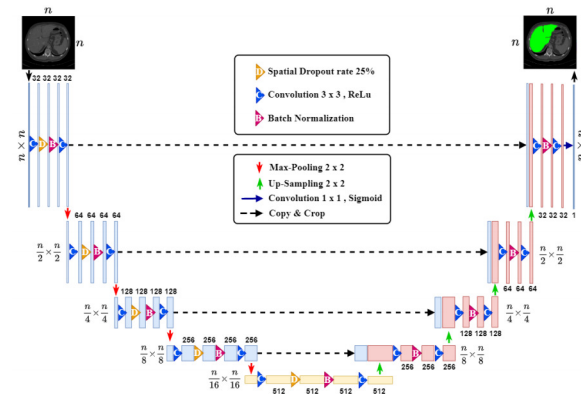 n
n
n
n
32 32 32 32
C D B C
n × n
D Spatial Dropout rate 25%
C Convolution 3 x 3 , ReLu
B Batch Normalization
Max-Pooling 2 x 2
Up-Sampling 2 x 2
Convolution 1 x 1 , Sigmoid
Copy & Crop
C B C
n × n
32 32 32
1
64 64 64 64
n/2 × n/2
C D B C
C B C
n/2 × n/2
64 64 64
128 128 128 128
n/4 × n/4
C D B C
C B C
n/4 × n/4
128 128 128
256 256 256
n/8 × n/8
C D B C
C B C
n/8 × n/8
256 256 256
n/16 × n/16
C D B C
512 512 512 512